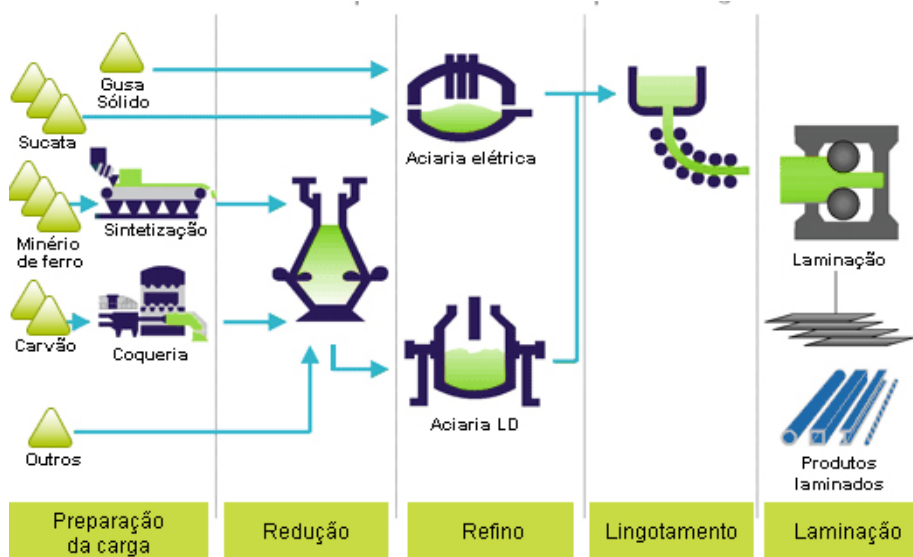 Gusa
Sólido
Sucata
Aciaria elétrica
Minério
de ferro
Sintetização
Laminação
Carvão
Coqueria
Aciaria LD
Outros
Produtos
laminados
Preparação
da carga
Redução
Refino
Lingotamento
Laminação